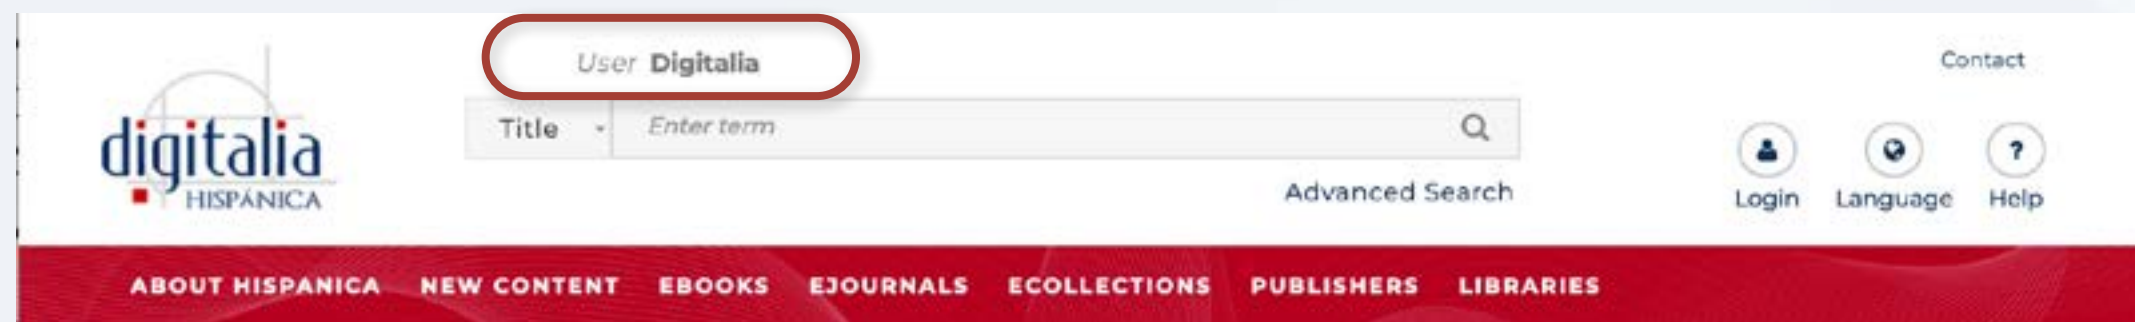 User Digitalia
Contact
digitalia
HISPÁNICA
Title
Enter term
Advanced Search
Login
Language
Help
ABOUT HISPANICA NEW CONTENT EBOOKS EJOURNALS ECOLLECTIONS PUBLISHERS LIBRARIES